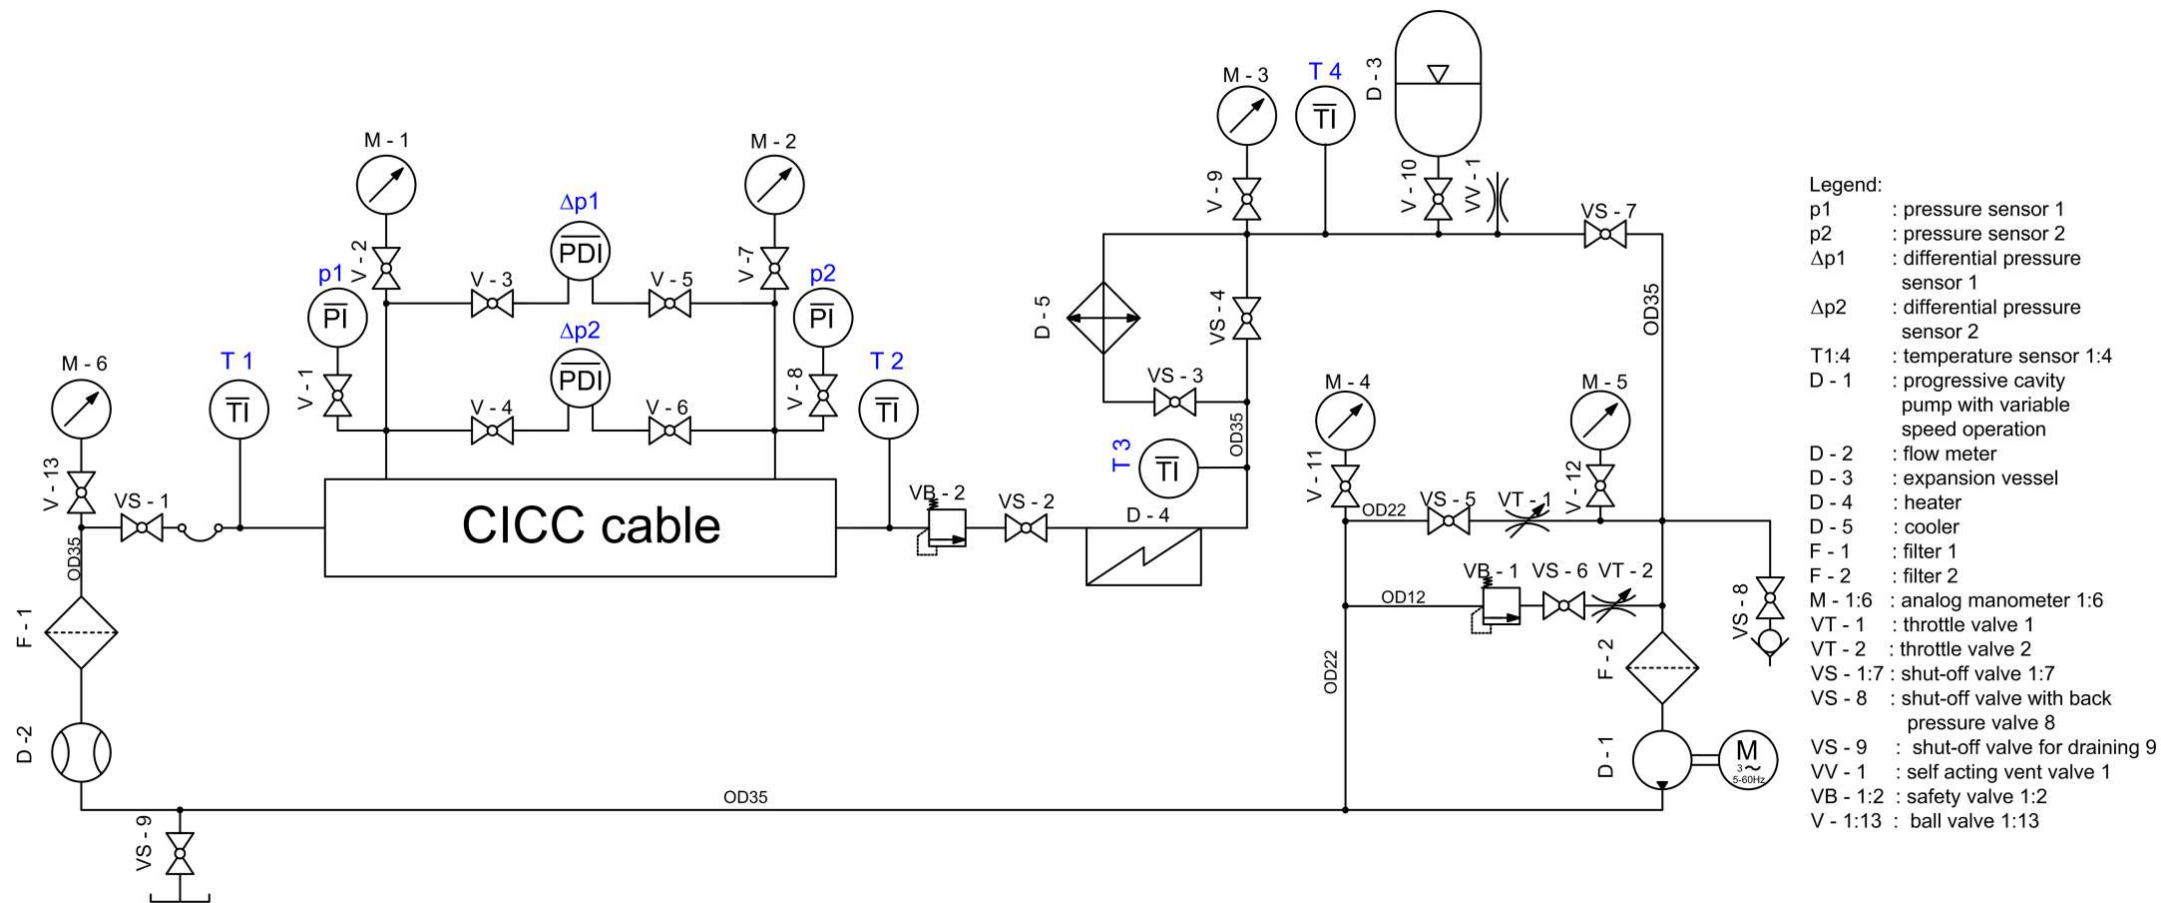 M - 6
V - 13
VS - 1
OD35
F - 1
D -2
VS - 9
T 1
TI
M - 1
V - 2
p1
PI
V - 1
V - 3
Δp1
PDI
V - 5
V - 4
Δp2
PDI
V - 6
M - 2
V -7
p2
PI
V - 8
T 2
TI
CICC cable
VB - 2
VS - 2
D - 4
T 3
TI
OD35
VS - 3
D - 5
VS - 4
M - 3
V - 9
T 4
TI
D - 3
V - 10
VV - 1
VS - 7
OD35
M - 4
V - 11
OD22
VS - 5
VT - 1
M - 5
V - 12
VB - 1
VS - 6
VT - 2
OD12
OD22
VS - 8
F - 2
D - 1
M
3~
5-60Hz
OD35
Legend:
p1 : pressure sensor 1
p2 : pressure sensor 2
Δp1 : differential pressure
sensor 1
Δp2 : differential pressure
sensor 2
T1:4 : temperature sensor 1:4
D - 1 : progressive cavity
pump with variable
speed operation
D - 2 : flow meter
D - 3 : expansion vessel
D - 4 : heater
D - 5 : cooler
F - 1 : filter 1
F - 2 : filter 2
M - 1:6 : analog manometer 1:6
VT - 1 : throttle valve 1
VT - 2 : throttle valve 2
VS - 1:7 : shut-off valve 1:7
VS - 8 : shut-off valve with back
pressure valve 8
VS - 9 : shut-off valve for draining 9
VV - 1 : self acting vent valve 1
VB - 1:2 : safety valve 1:2
V - 1:13 : ball valve 1:13